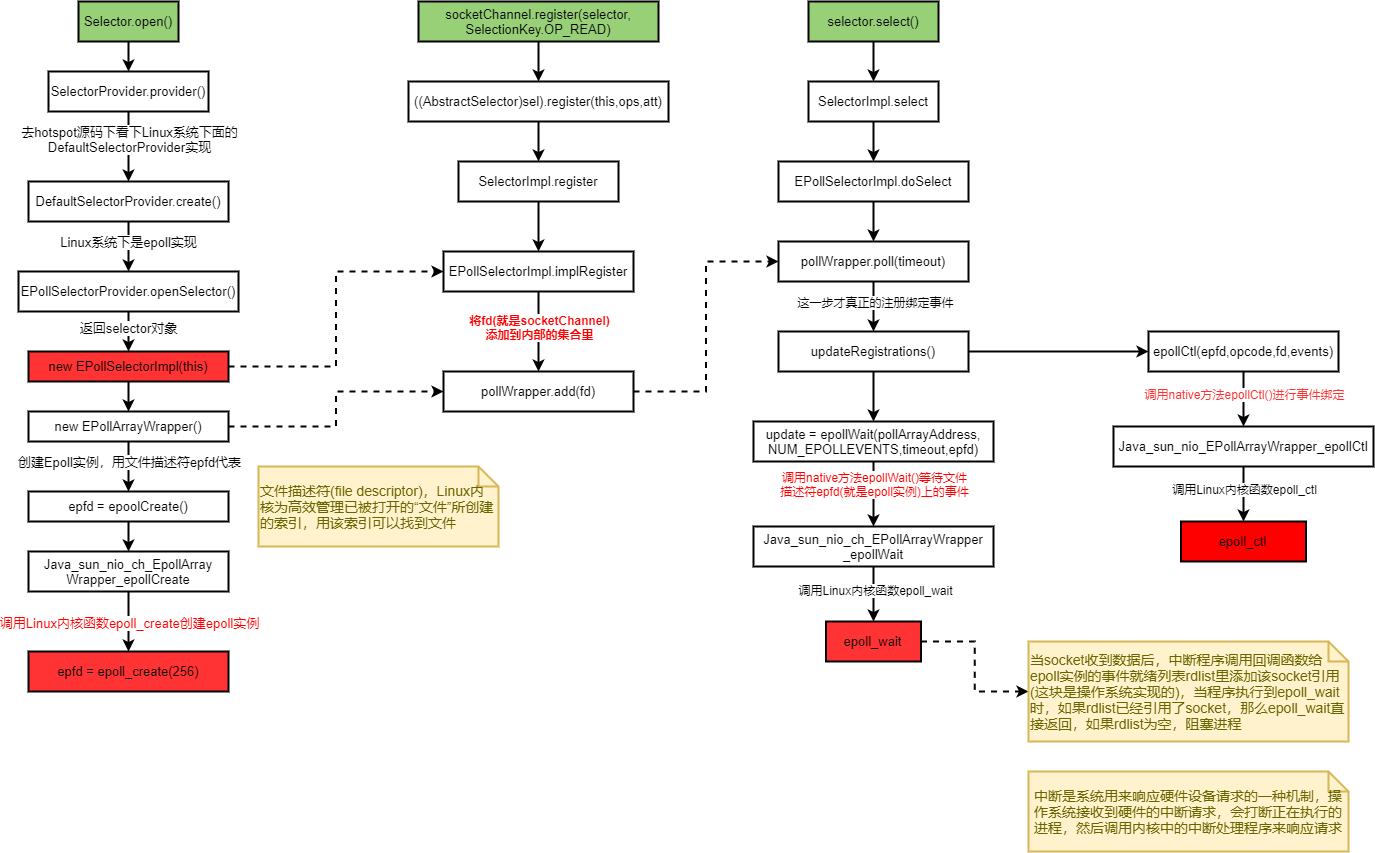 Selector.open()
SelectorProvider.provider()
去hotspot源码下看下Linux系统下面的
DefaultSelectorProvider实现
DefaultSelectorProvider.create()
Linux系统下是epoll实现
EPollSelectorProvider.openSelector()
返回selector对象
new EPollSelectorImpl(this)
new EPollArrayWrapper()
创建Epoll实例，用文件描述符epfd代表
epfd = epoolCreate()
Java_sun_nio_ch_EpollArray
Wrapper_epollCreate
调用Linux内核函数epoll_create创建epoll实例
epfd = epoll_create(256)
文件描述符(file descriptor)，Linux内
核为高效管理已被打开的“文件”所创建
的索引，用该索引可以找到文件
socketChannel.register(selector,
SelectionKey.OP_READ)
((AbstractSelector)sel).register(this,ops,att)
SelectorImpl.register
EPollSelectorImpl.implRegister
将fd(就是socketChannel)
添加到内部的集合里
pollWrapper.add(fd)
selector.select()
SelectorImpl.select
EPollSelectorImpl.doSelect
pollWrapper.poll(timeout)
这一步才真正的注册绑定事件
updateRegistrations()
update = epollWait(pollArrayAddress,
NUM_EPOLLEVENTS,timeout,epfd)
调用native方法epollWait()等待文件
描述符epfd(就是epoll实例)上的事件
Java_sun_nio_ch_EPollArrayWrapper
_epollWait
调用Linux内核函数epoll_wait
epoll_wait
epollCtl(epfd,opcode,fd,events)
调用native方法epollCtl()进行事件绑定
Java_sun_nio_EPollArrayWrapper_epollCtl
调用Linux内核函数epoll_ctl
epoll_ctl
当socket收到数据后，中断程序调用回调函数给
epoll实例的事件就绪列表rdlist里添加该socket引用
(这块是操作系统实现的)，当程序执行到epoll_wait
时，如果rdlist已经引用了socket，那么epoll_wait直
接返回，如果rdlist为空，阻塞进程
中断是系统用来响应硬件设备请求的一种机制，操
作系统接收到硬件的中断请求，会打断正在执行的
进程，然后调用内核中的中断处理程序来响应请求